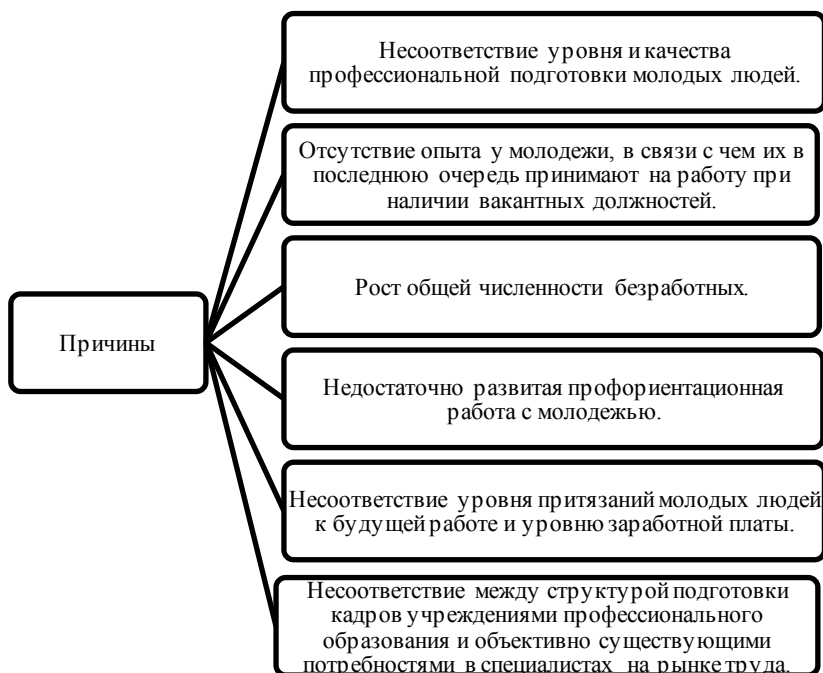 Несоответствие уровня и качества
профессиональной подготовки молодых людей.
Отсутствие опыта у молодежи, в связи с чем их в
последнюю очередь принимают на работу при
наличии вакантных должностей.
Рост общей численности безработных.
Причины
Недостаточно развитая профориентационная
работа с молодежью.
Несоответствие уровня притязаний молодых людей
к будущей работе и уровню заработной платы.
Несоответствие между структурой подготовки
кадров учреждениями профессионального
образования и объективно существующими
потребностями в специалистах на рынке труда.